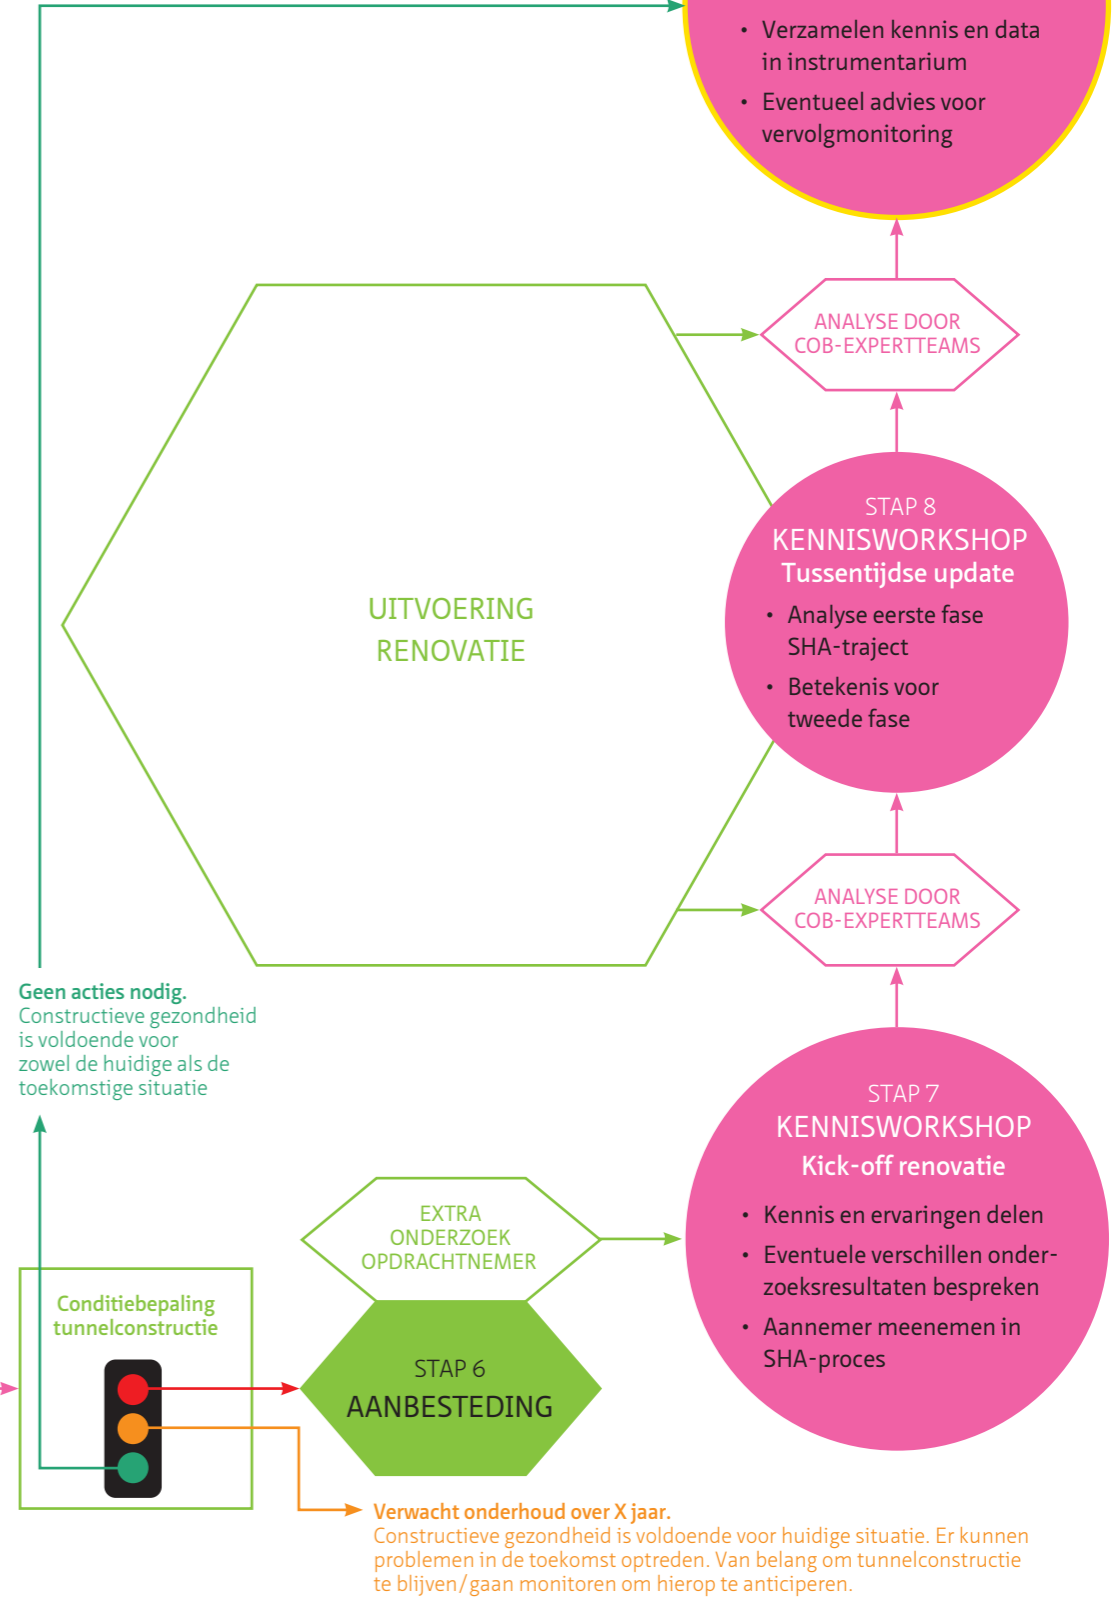 • Verzamelen kennis en data
in instrumentarium
• Eventueel advies voor
vervolgmonitoring
ANALYSE DOOR
COB-EXPERTTEAMS
STAP 8
KENNISWORKSHOP
Tussentijdse update
• Analyse eerste fase
SHA-traject
• Betekenis voor
tweede fase
UITVOERING
RENOVATIE
ANALYSE DOOR
COB-EXPERTTEAMS
Geen acties nodig.
Constructieve gezondheid
is voldoende voor
zowel de huidige als de
toekomstige situatie
STAP 7
KENNISWORKSHOP
Kick-off renovatie
• Kennis en ervaringen delen
• Eventuele verschillen onder-
zoeksresultaten bespreken
• Aannemer meenemen in
SHA-proces
EXTRA
ONDERZOEK
OPDRACHTNEMER
Conditiebepaling
tunnelconstructie
STAP 6
AANBESTEDING
Verwacht onderhoud over X jaar.
Constructieve gezondheid is voldoende voor huidige situatie. Er kunnen
problemen in de toekomst optreden. Van belang om tunnelconstructie
te blijven/gaan monitoren om hierop te anticiperen.